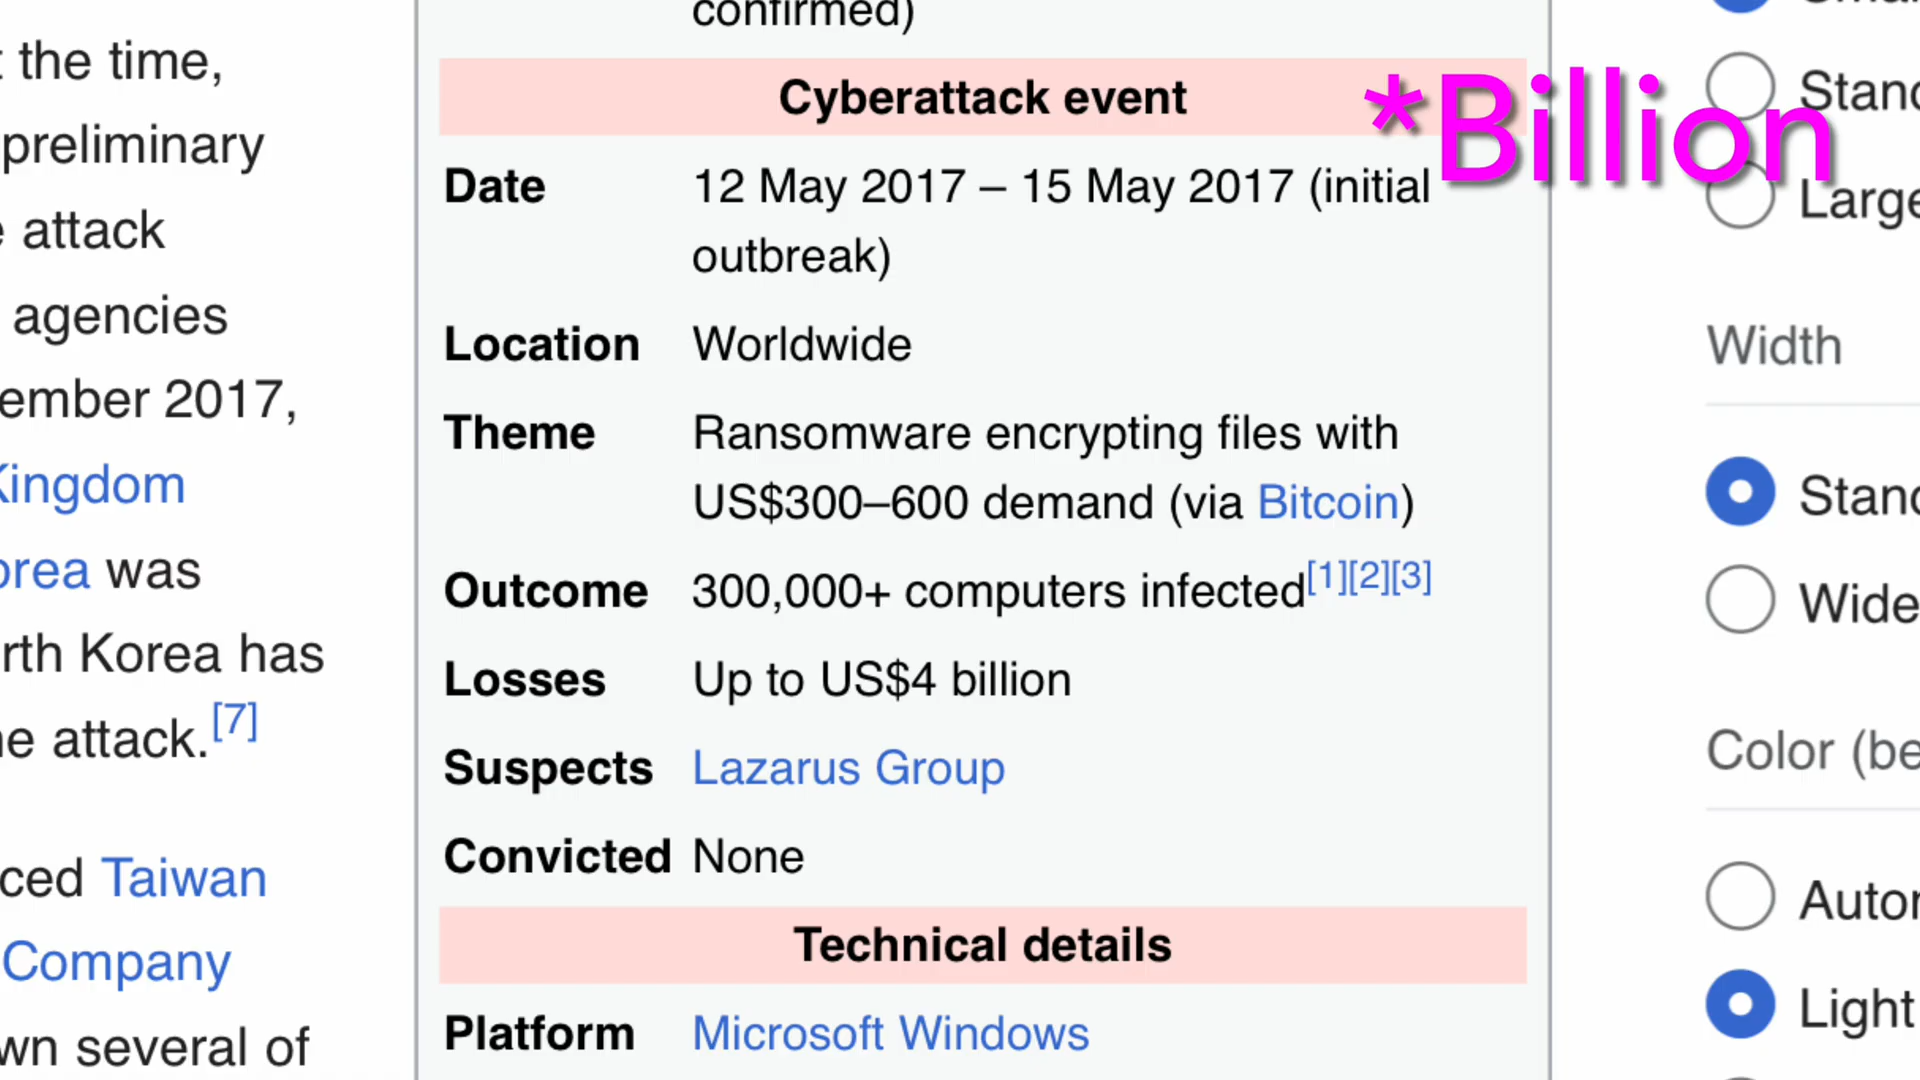 confirmed)
t the time,
preliminary
e attack
agencies
ember 2017,
Kingdom
orea was
rth Korea has
he attack.[7]
ced Taiwan
Company
wn several of
Cyberattack event
Date 12 May 2017 – 15 May 2017 (initial
outbreak)
Location Worldwide
Theme Ransomware encrypting files with
US$300–600 demand (via Bitcoin)
Outcome 300,000+ computers infected[1][2][3]
Losses Up to US$4 billion
Suspects Lazarus Group
Convicted None
Technical details
Platform Microsoft Windows
*Billion
Stand
Large
Width
Stand
Wide
Color (be
Autom
Light